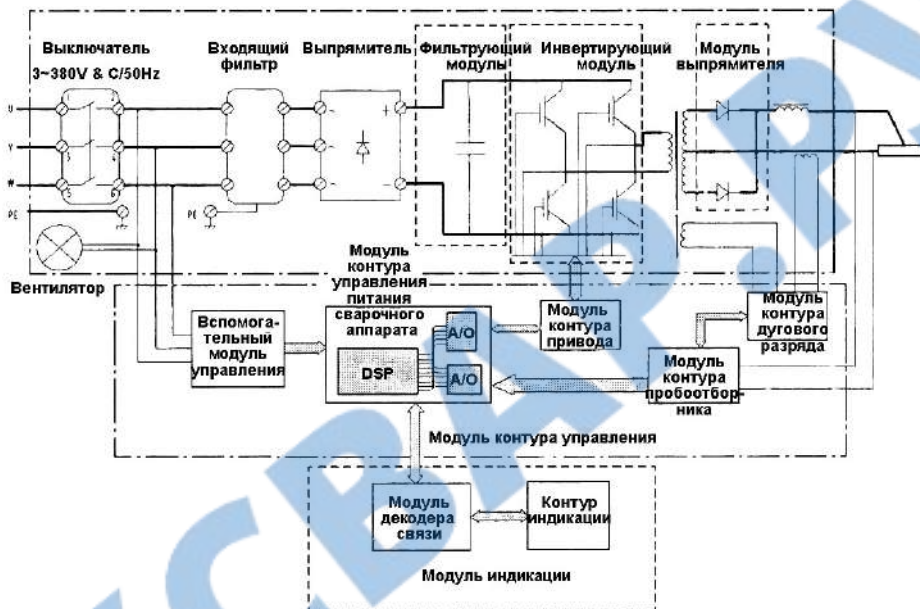 Выключатель
3~380V & C/50Hz
Входящий
фильтр
Выпрямитель
Фильтрующий
модулы
Инвертирующий
модуль
Модуль
выпрямителя
U
V
W
PE
PE
Вентилятор
Модуль
контура
управления
питания
сварочного
аппарата
Вспомога-
тельный
модуль
управления
DSP
A/O
A/O
Модуль
контура
привода
Модуль
контура
дугового
разряда
Модуль
контура
пробоотбор-
ника
Модуль контура управления
Модуль
декодера
связи
Контур
индикации
Модуль индикации